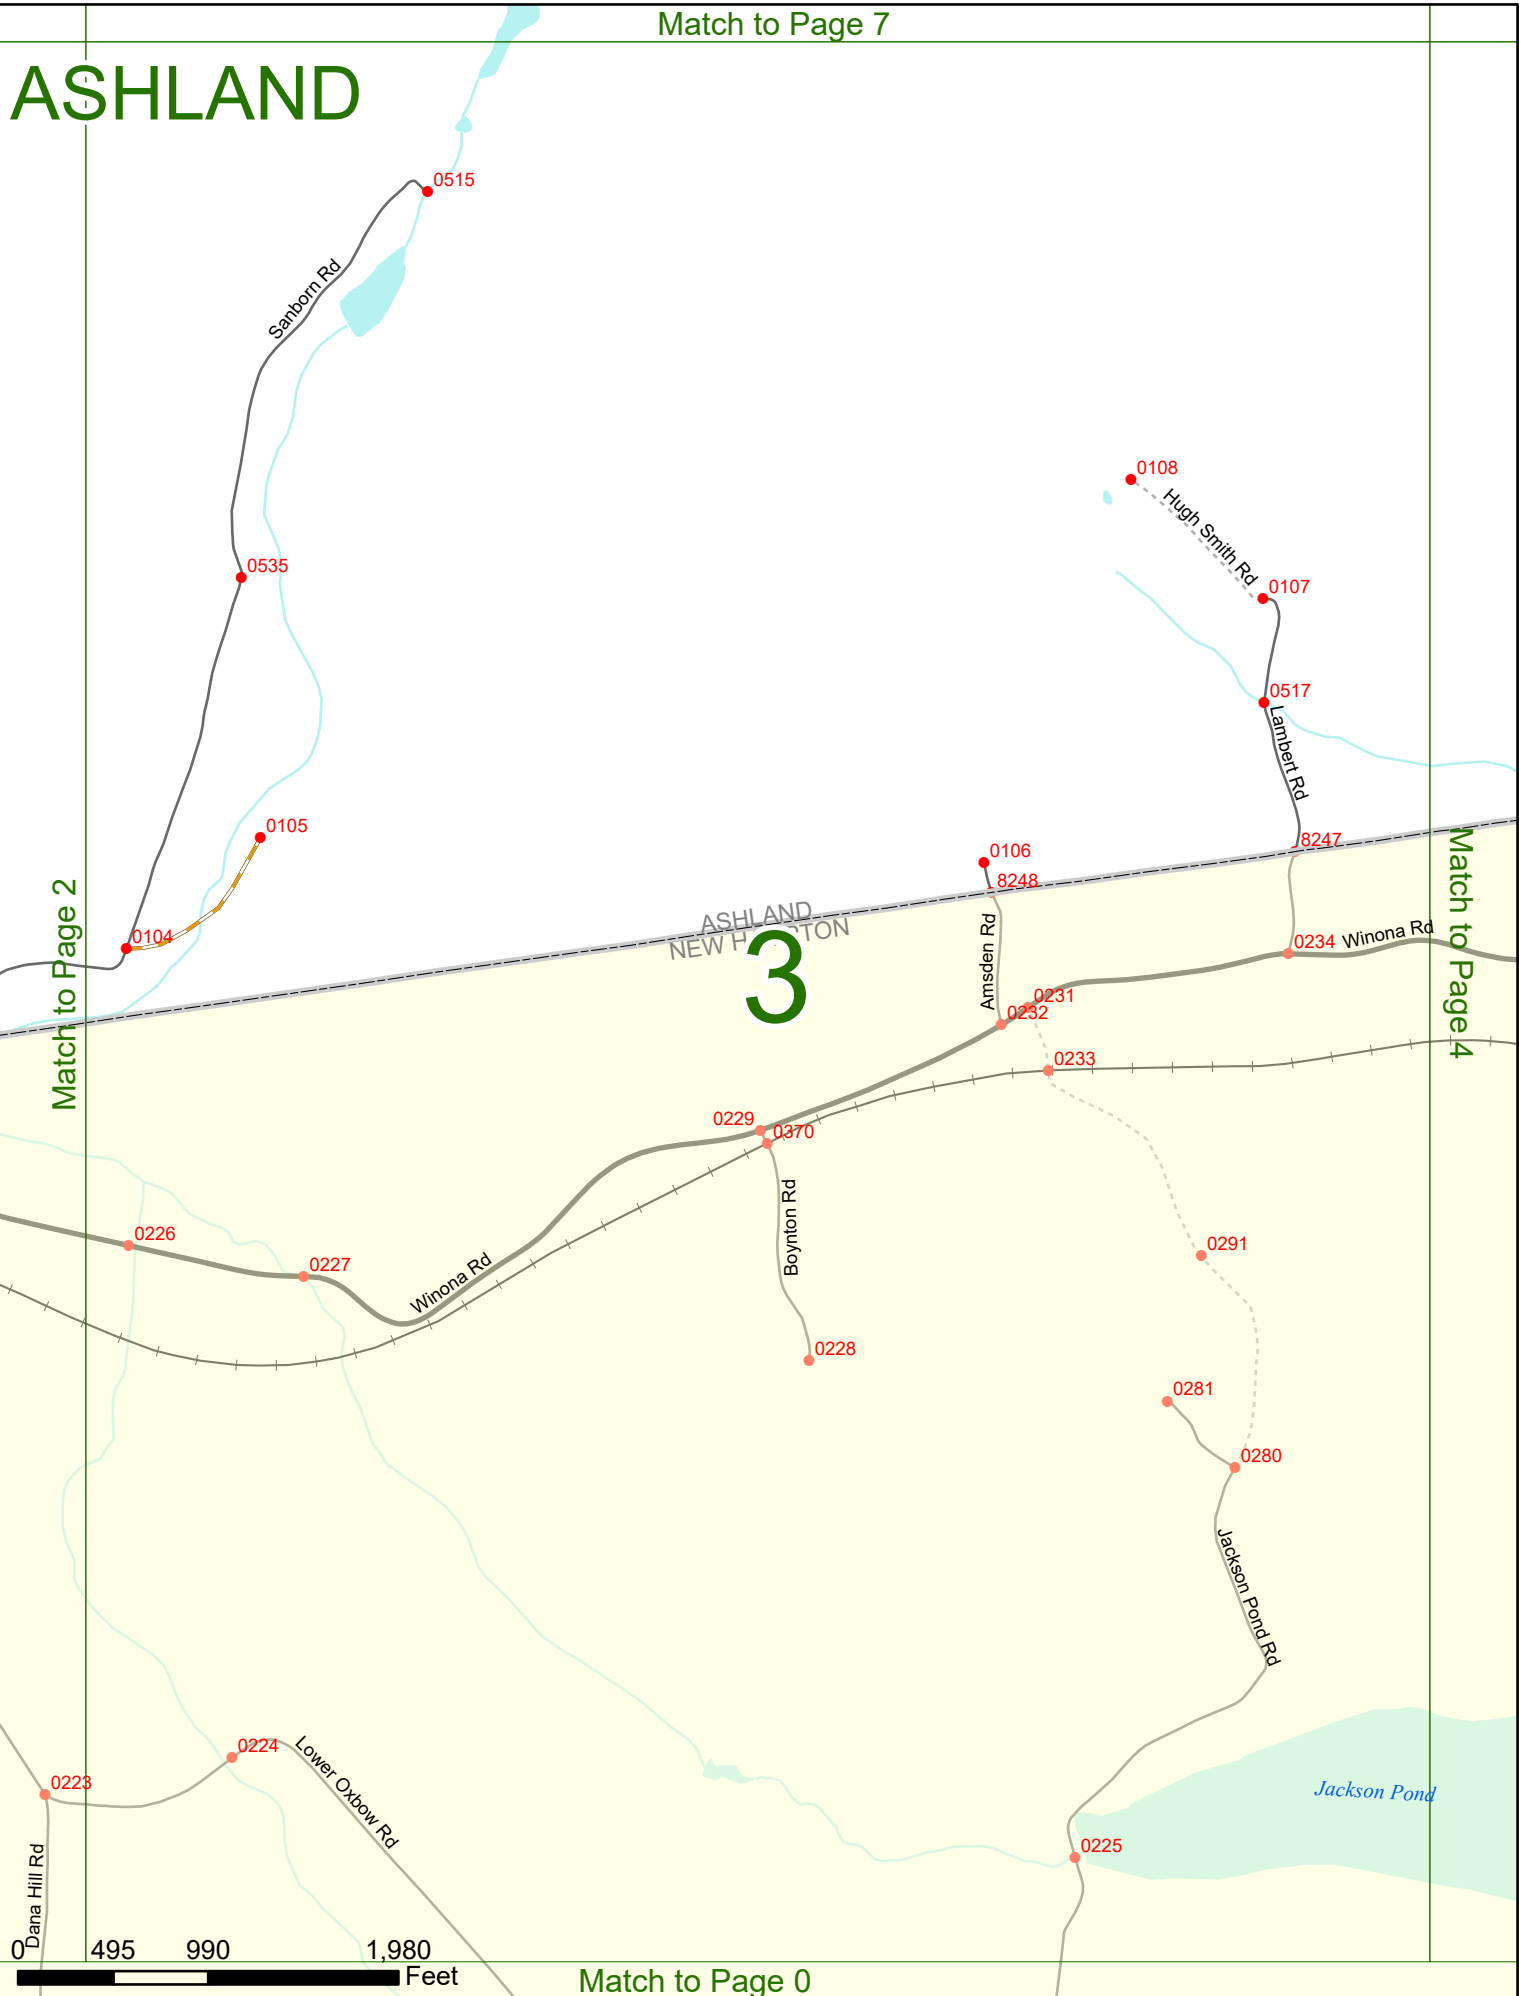 Match to Page 7
ASHLAND
0515
Sanborn Rd
0108
Hugh Smith Rd
0535
0107
0517
Lambert Rd
0105
8247
0106
8248
Match to Page 2
Match to Page 4
ASHLAND
NEW HAMPTON
3
0104
Amsden Rd
0234
Winona Rd
0231
0232
0233
0229
0370
Boynton Rd
0226
0227
Winona Rd
0291
0228
0281
0280
Jackson Pond Rd
0224
Lower Oxbow Rd
0223
Jackson Pond
0225
Dana Hill Rd
0 495 990 1,980
Feet
Match to Page 0